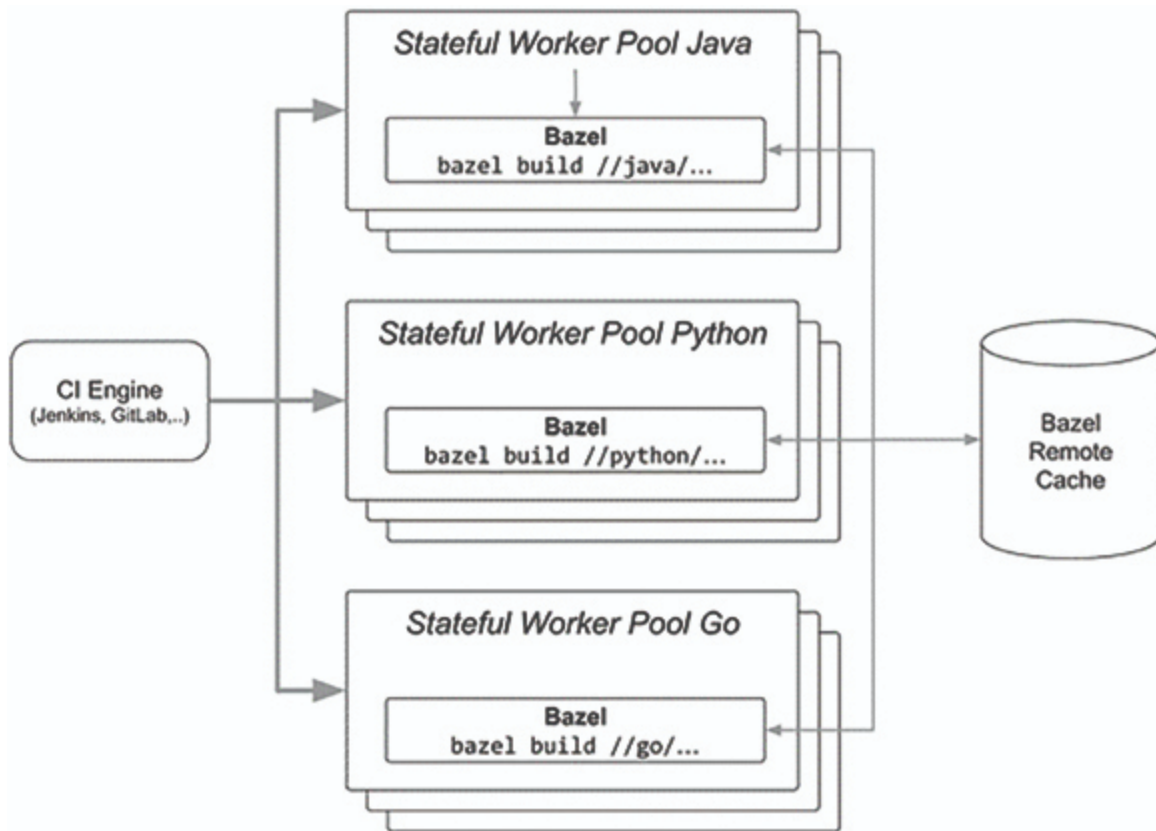 Stateful Worker Pool Java
Bazel
bazel build //java/...
Stateful Worker Pool Python
Bazel
bazel build //python/...
CI Engine
(Jenkins, GitLab,..)
Bazel
Remote
Cache
Stateful Worker Pool Go
Bazel
bazel build //go/...